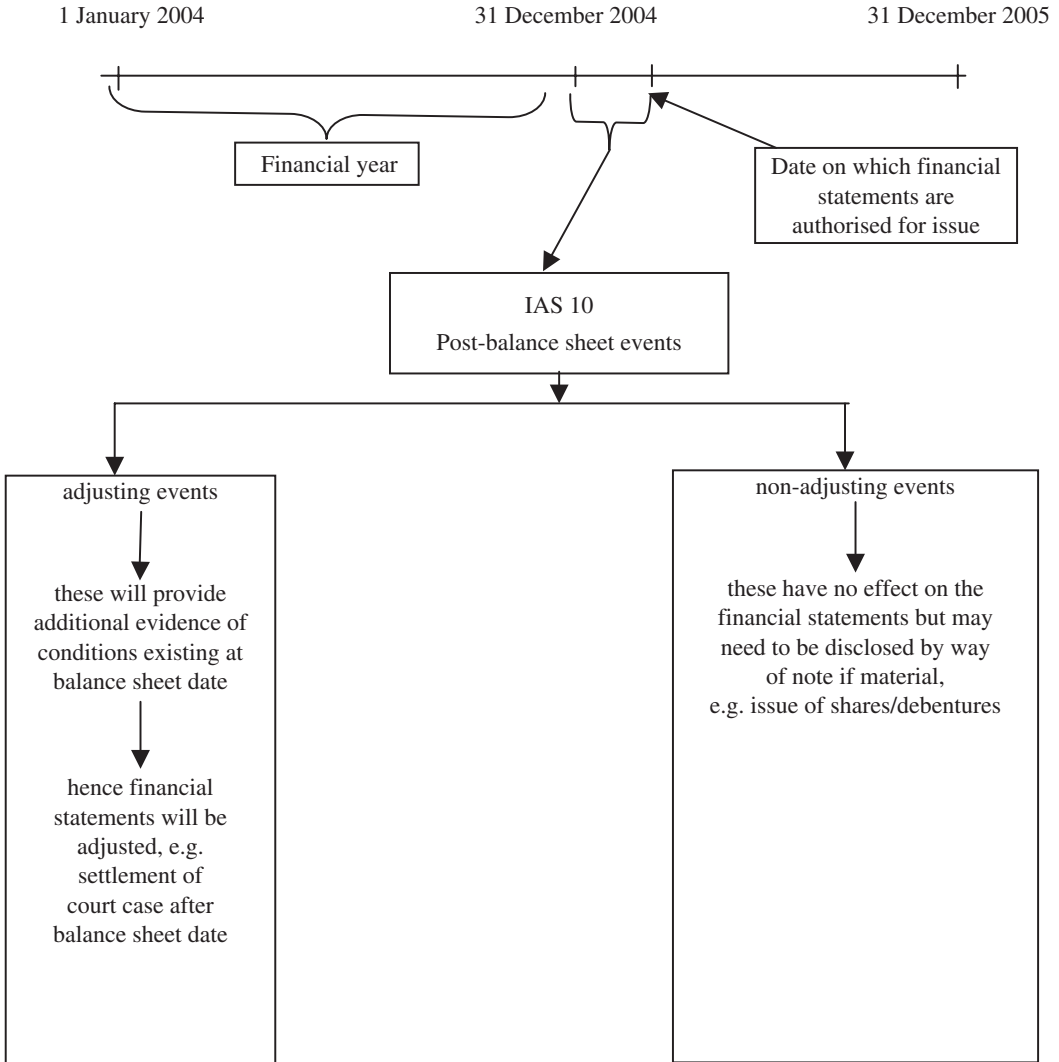 1 January 2004
31 December 2004
31 December 2005
Financial year
Date on which financial
statements are
authorised for issue
IAS 10
Post-balance sheet events
adjusting events
these will provide
additional evidence of
conditions existing at
balance sheet date
hence financial
statements will be
adjusted, e.g.
settlement of
court case after
balance sheet date
non-adjusting events
these have no effect on the
financial statements but may
need to be disclosed by way
of note if material,
e.g. issue of shares/debentures